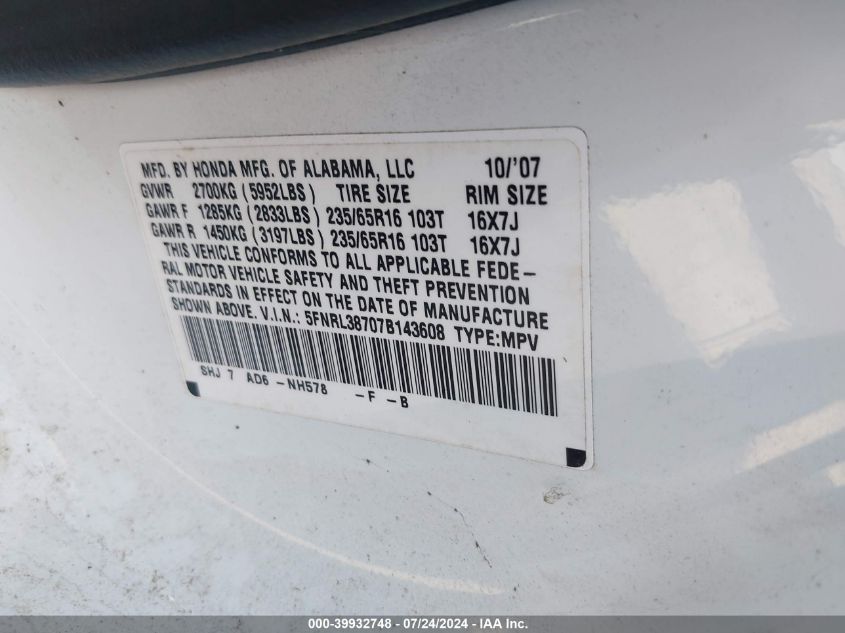 MFD. BY HONDA MFG. OF ALABAMA, LLC 10/'07
GVWR 2700KG (5952LBS) TIRE SIZE RIM SIZE
GAWR F 1285KG (2833LBS) 235/65R16 103T 16X7J
GAWR R 1450KG (3197LBS) 235/65R16 103T 16X7J
THIS VEHICLE CONFORMS TO ALL APPLICABLE FEDE-
RAL MOTOR VEHICLE SAFETY AND THEFT PREVENTION
STANDARDS IN EFFECT ON THE DATE OF MANUFACTURE
SHOWN ABOVE. V.I.N.: 5FNRL38707B143608 TYPE:MPV
SHJ 7 AD6 -NH578 -F -B
000-39932748 - 07/24/2024 - IAA Inc.